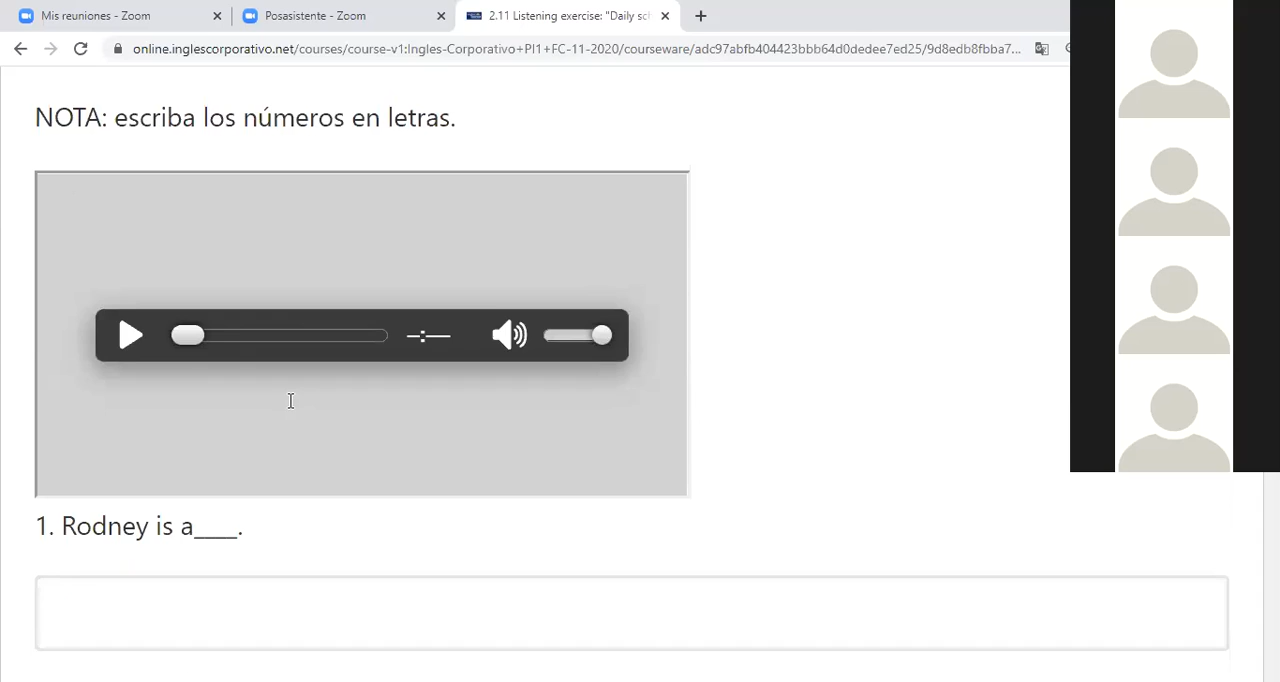 Mis reuniones - Zoom
Posasistente - Zoom
2.11 Listening exercise: "Daily sch
online.inglescorporativo.net/courses/course-v1:Ingles-Corporativo+PI1+FC-11-2020/courseware/adc97abfb404423bbb64d0dedee7ed25/9d8edb8fbba7...
NOTA: escriba los números en letras.
--:--
1. Rodney is a____.